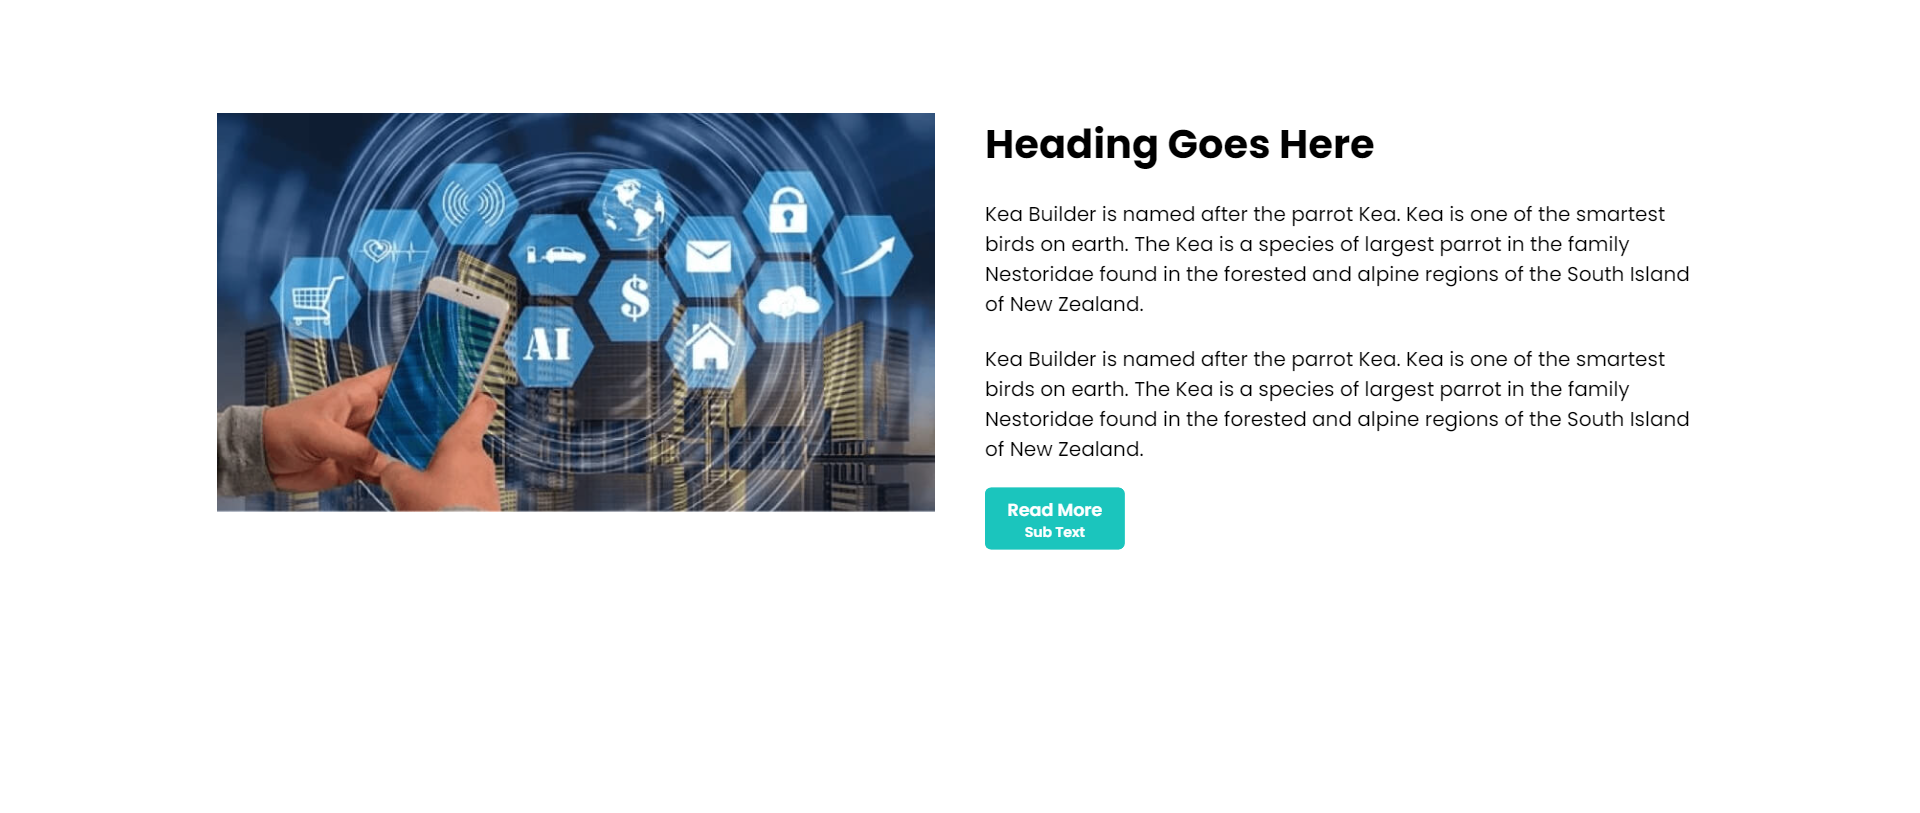 AI
$
Heading Goes Here
Kea Builder is named after the parrot Kea. Kea is one of the smartest
birds on earth. The Kea is a species of largest parrot in the family
Nestoridae found in the forested and alpine regions of the South Island
of New Zealand.
Kea Builder is named after the parrot Kea. Kea is one of the smartest
birds on earth. The Kea is a species of largest parrot in the family
Nestoridae found in the forested and alpine regions of the South Island
of New Zealand.
Read More
Sub Text